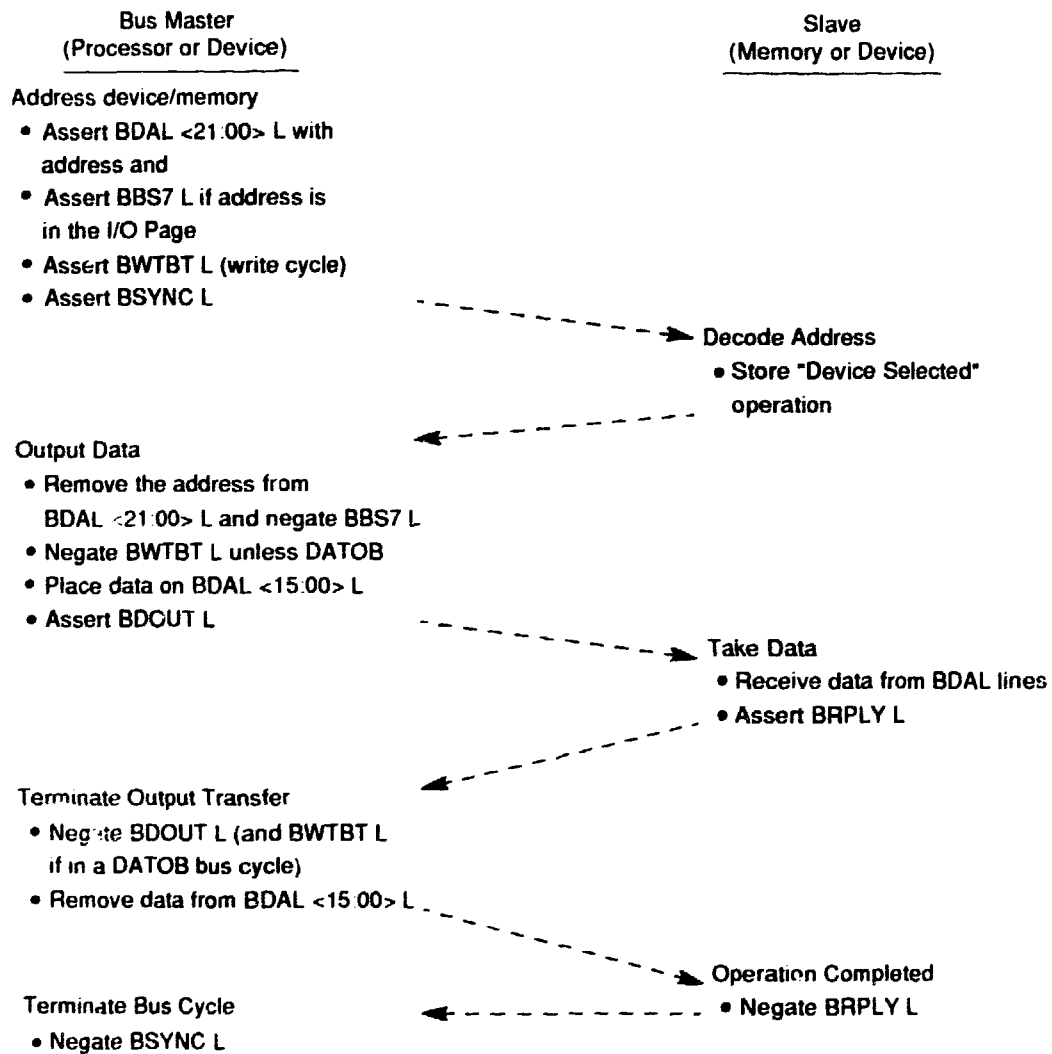 Bus Master
(Processor or Device)
Slave
(Memory or Device)
Address device/memory
• Assert BDAL <21:00> L with
address and
• Assert BBS7 L if address is
in the I/O Page
• Assert BWTBT L (write cycle)
• Assert BSYNC L
Decode Address
• Store "Device Selected"
operation
Output Data
• Remove the address from
BDAL <21:00> L and negate BBS7 L
• Negate BWTBT L unless DATOB
• Place data on BDAL <15:00> L
• Assert BDOUT L
Take Data
• Receive data from BDAL lines
• Assert BRPLY L
Terminate Output Transfer
• Negate BDOUT L (and BWTBT L
if in a DATOB bus cycle)
• Remove data from BDAL <15:00> L
Operation Completed
• Negate BRPLY L
Terminate Bus Cycle
• Negate BSYNC L